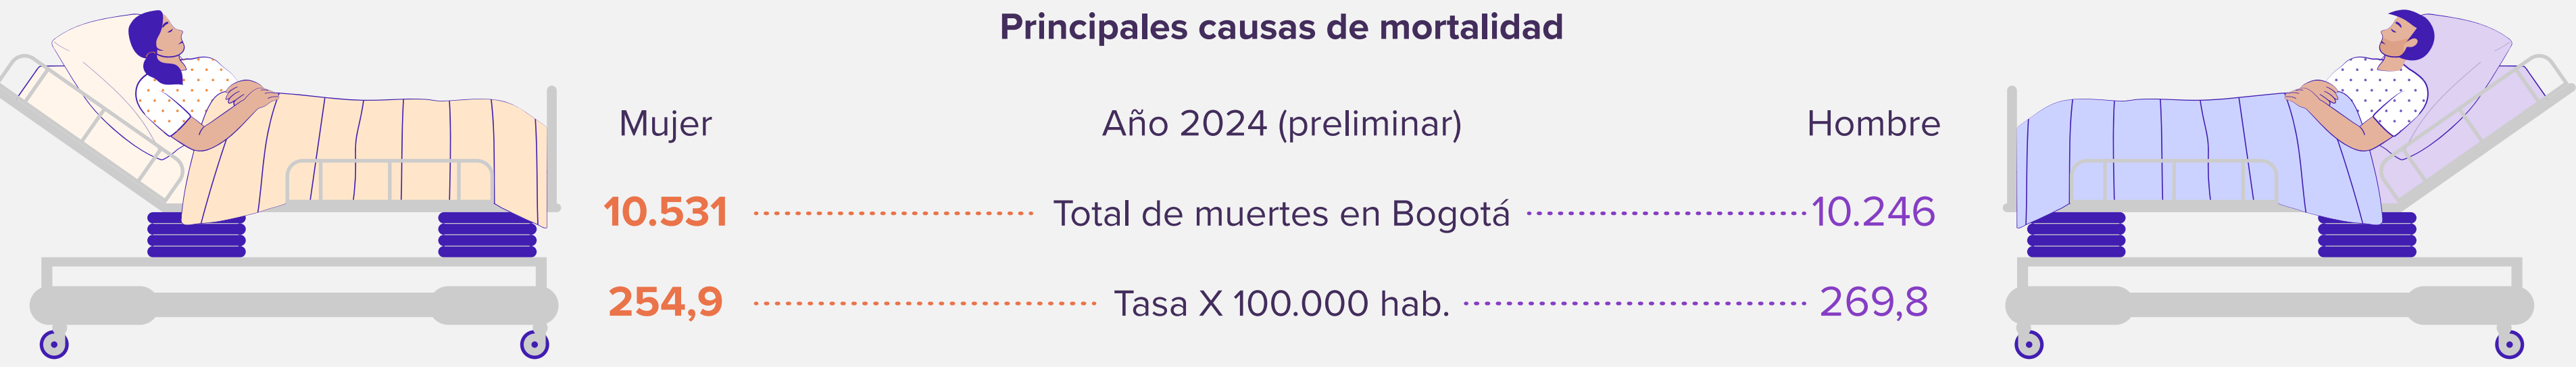 Principales causas de mortalidad
Mujer Año 2024 (preliminar) Hombre
10.531 Total de muertes en Bogotá 10.246
254,9 Tasa X 100.000 hab. 269,8